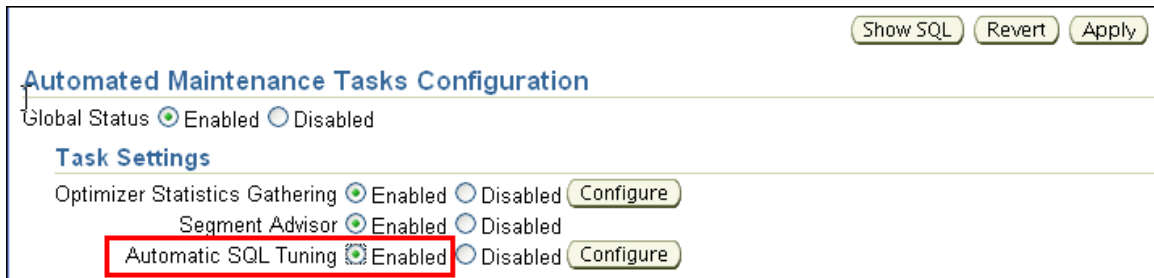 Show SQL Revert Apply
Automated Maintenance Tasks Configuration
Global Status Enabled Disabled
Task Settings
Optimizer Statistics Gathering Enabled Disabled Configure
Segment Advisor Enabled Disabled
Automatic SQL Tuning Enabled Disabled Configure